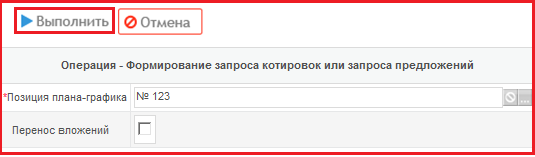 Выполнить Отмена
Операция - Формирование запроса котировок или запроса предложений
*Позиция плана-графика № 123 ...
Перенос вложений